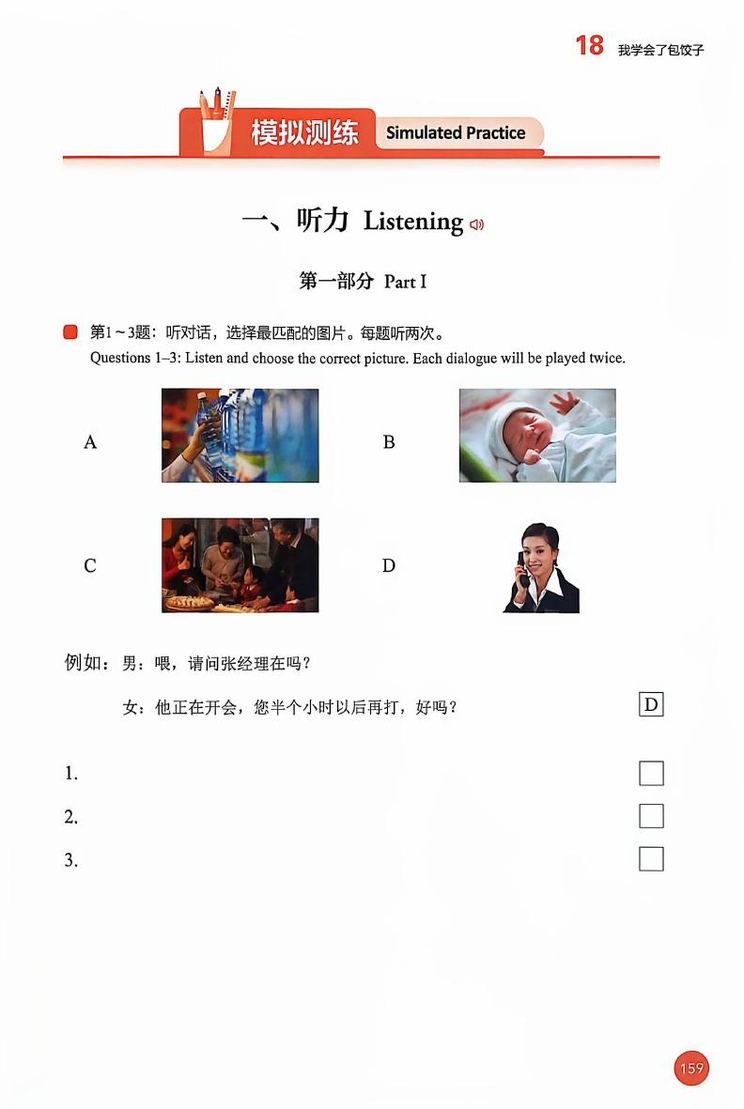 18 我学会了包饺子
模拟测练 Simulated Practice
一、听力 Listening
第一部分 Part I
第1~3题：听对话，选择最匹配的图片。每题听两次。
Questions 1–3: Listen and choose the correct picture. Each dialogue will be played twice.
A
B
C
D
例如：男：喂，请问张经理在吗？
女：他正在开会，您半个小时以后再打，好吗？ D
1.
2.
3.
159